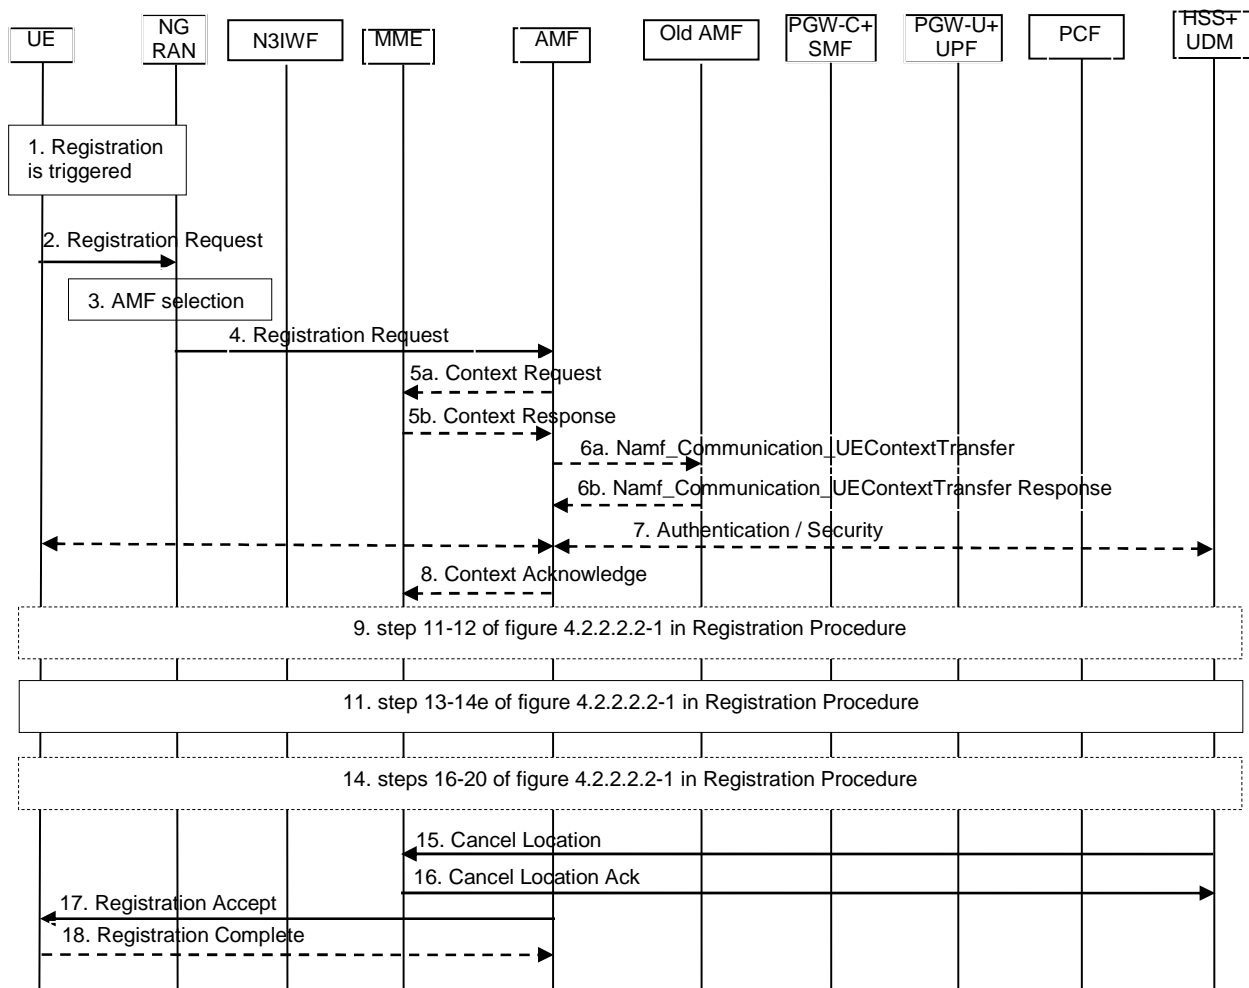 UE
NG
RAN
N3IWF
MME
AMF
Old AMF
PGW-C+
SMF
PGW-U+
UPF
PCF
HSS+
UDM
1. Registration
is triggered
2. Registration Request
3. AMF selection
4. Registration Request
5a. Context Request
5b. Context Response
6a. Namf_Communication_UEContextTransfer
6b. Namf_Communication_UEContextTransfer Response
7. Authentication / Security
8. Context Acknowledge
9. step 11-12 of figure 4.2.2.2.2-1 in Registration Procedure
11. step 13-14e of figure 4.2.2.2.2-1 in Registration Procedure
14. steps 16-20 of figure 4.2.2.2.2-1 in Registration Procedure
15. Cancel Location
16. Cancel Location Ack
17. Registration Accept
18. Registration Complete